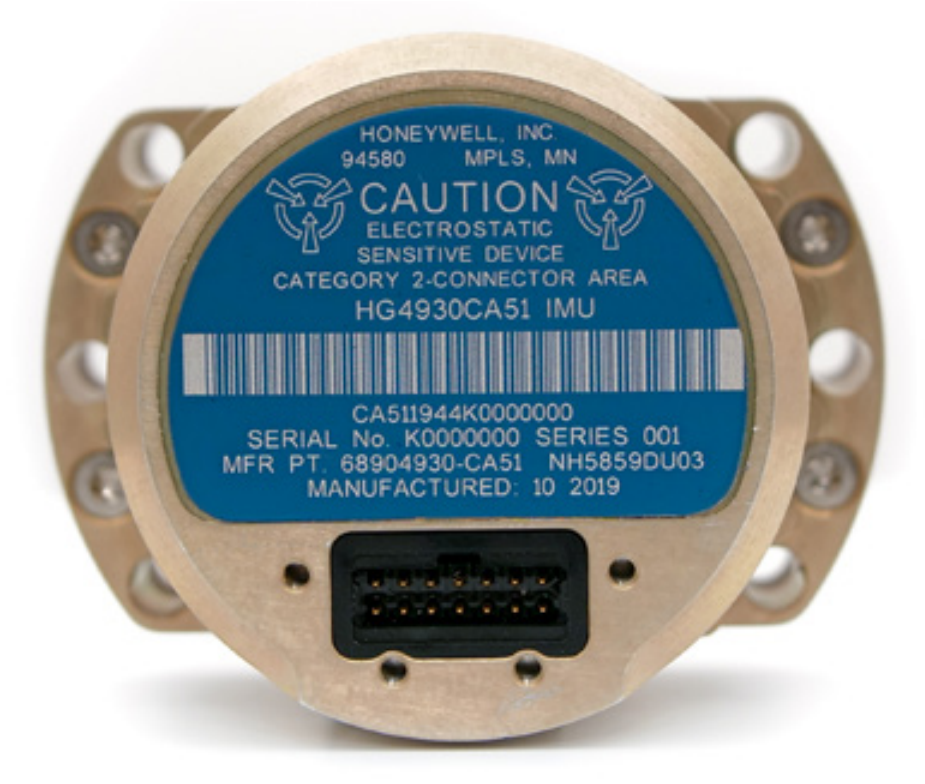 HONEYWELL, INC.
94580 MPLS, MN
CAUTION
ELECTROSTATIC
SENSITIVE DEVICE
CATEGORY 2-CONNECTOR AREA
HG4930CA51 IMU
CA511944K0000000
SERIAL No. K0000000 SERIES 001
MFR PT. 68904930-CA51 NH5859DU03
MANUFACTURED: 10 2019